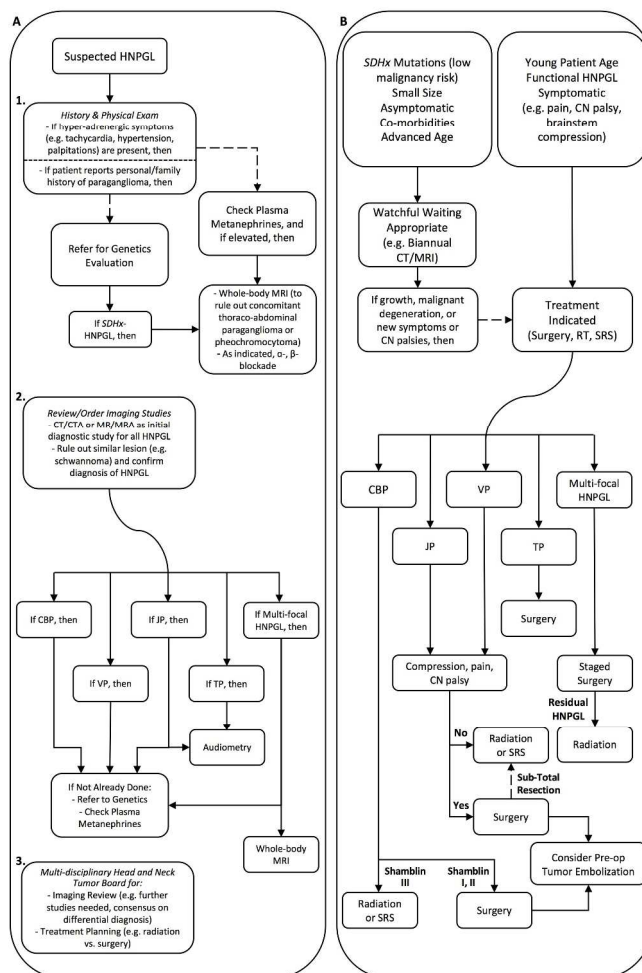 A
Suspected HNPGL
1.
History & Physical Exam
- If hyper-adrenergic symptoms
(e.g. tachycardia, hypertension,
palpitations) are present, then
- If patient reports personal/family
history of paraganglioma, then
Refer for Genetics
Evaluation
Check Plasma
Metanephrines, and
if elevated, then
If SDHx-
HNPGL, then
- Whole-body MRI (to
rule out concomitant
thoraco-abdominal
paraganglioma or
pheochromocytoma)
- As indicated, α-, β-
blockade
2.
Review/Order Imaging Studies
- CT/CTA or MR/MRA as initial
diagnostic study for all HNPGL
- Rule out similar lesion (e.g.
schwannoma) and confirm
diagnosis of HNPGL
If CBP, then
If JP, then
If Multi-focal
HNPGL, then
If VP, then
If TP, then
Audiometry
If Not Already Done:
- Refer to Genetics
- Check Plasma
Metanephrines
Whole-body
MRI
3.
Multi-disciplinary Head and Neck
Tumor Board for:
- Imaging Review (e.g. further
studies needed, consensus on
differential diagnosis)
- Treatment Planning (e.g. radiation
vs. surgery)
B
SDHx Mutations (low
malignancy risk)
Small Size
Asymptomatic
Co-morbidities
Advanced Age
Young Patient Age
Functional HNPGL
Symptomatic
(e.g. pain, CN palsy,
brainstem
compression)
Watchful Waiting
Appropriate
(e.g. Biannual
CT/MRI)
If growth, malignant
degeneration, or
new symptoms or
CN palsies, then
Treatment
Indicated
(Surgery, RT, SRS)
CBP
VP
Multi-focal
HNPGL
JP
TP
Surgery
Compression, pain,
CN palsy
Staged
Surgery
Residual
HNPGL
No
Radiation
or SRS
Radiation
Sub-Total
Resection
Yes
Surgery
Consider Pre-op
Tumor Embolization
Shamblin
III
Shamblin
I, II
Radiation
or SRS
Surgery